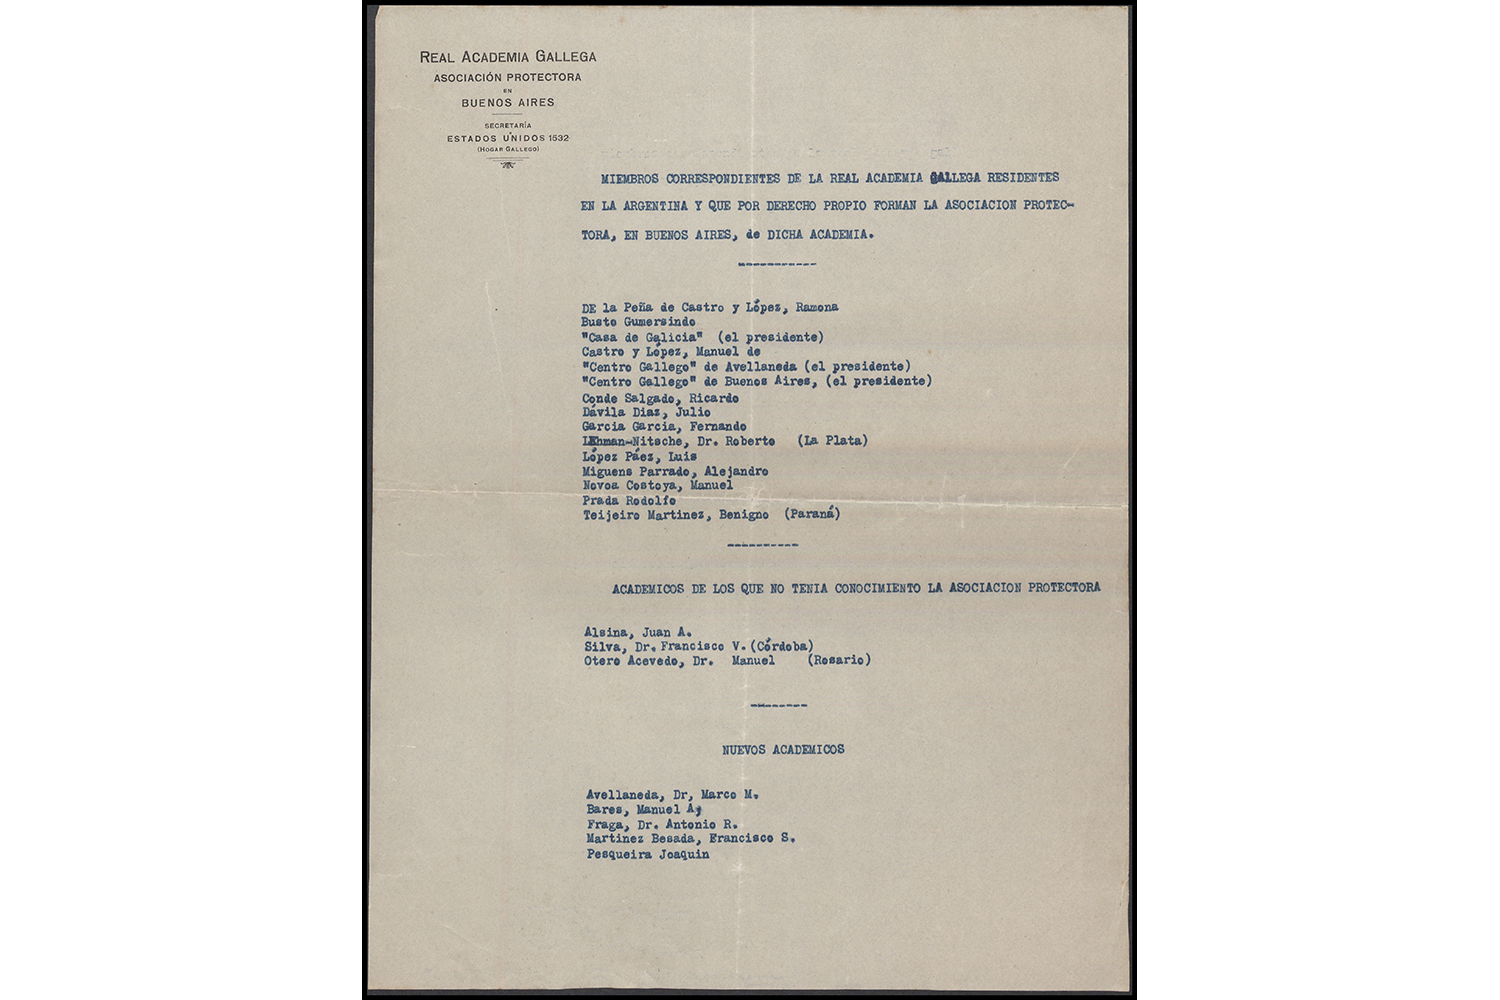 REAL ACADEMIA GALLEGA
ASOCIACIÓN PROTECTORA
EN
BUENOS AIRES
SECRETARÍA
ESTADOS UNIDOS 1532
(HOGAR GALLEGO)
MIEMBROS CORRESPONDIENTES DE LA REAL ACADEMIA GALLEGA RESIDENTES
EN LA ARGENTINA Y QUE POR DERECHO PROPIO FORMAN LA ASOCIACION PROTEC-
TORA, EN BUENOS AIRES, de DICHA ACADEMIA.
-----------
DE la Peña de Castro y López, Ramona
Busto Gumersindo
"Casa de Galicia" (el presidente)
Castro y López, Manuel de
"Centro Gallego" de Avellaneda (el presidente)
"Centro Gallego" de Buenos Aires, (el presidente)
Conde Salgado, Ricardo
Dávila Diaz, Julio
Garcia Garcia, Fernando
Lehman-Nitsche, Dr. Roberto (La Plata)
López Páez, Luis
Miguens Parrado, Alejandro
Novoa Costoya, Manuel
Prada Rodolfo
Teijeiro Martinez, Benigno (Paraná)
----------
ACADEMICOS DE LOS QUE NO TENIA CONOCIMIENTO LA ASOCIACION PROTECTORA
Alsina, Juan A.
Silva, Dr. Francisco V. (Córdoba)
Otero Acevedo, Dr. Manuel (Rosario)
--------
NUEVOS ACADEMICOS
Avellaneda, Dr, Marco M.
Bares, Manuel A,
Fraga, Dr. Antonio R.
Martinez Besada, Francisco S.
Pesqueira Joaquin